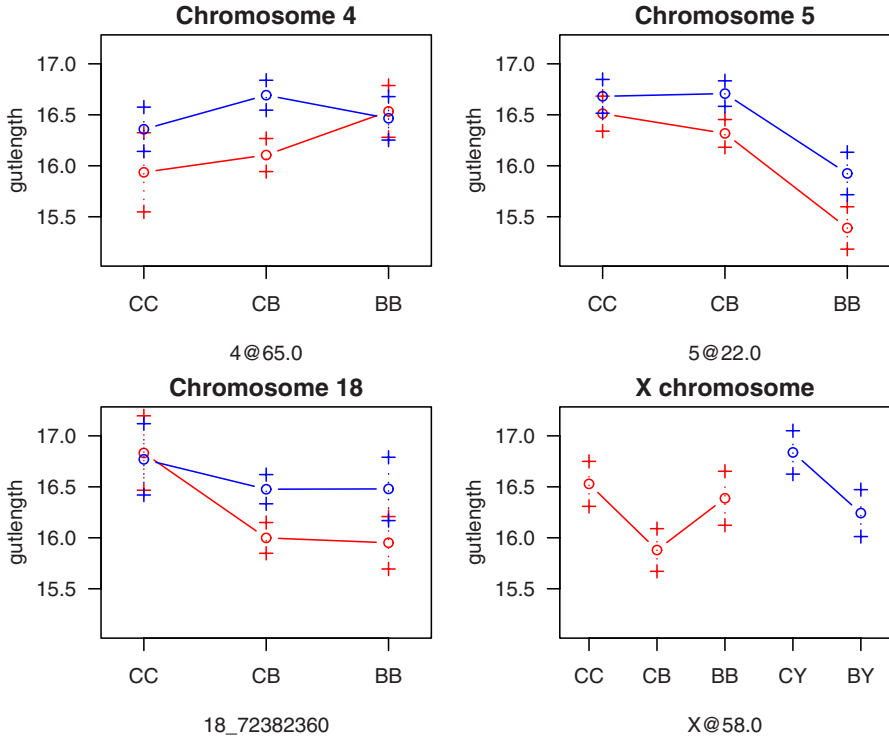 Chromosome 4
gutlength
17.0
16.5
16.0
15.5
CC CB BB
4@65.0
Chromosome 5
gutlength
17.0
16.5
16.0
15.5
CC CB BB
5@22.0
Chromosome 18
gutlength
17.0
16.5
16.0
15.5
CC CB BB
18_72382360
X chromosome
gutlength
17.0
16.5
16.0
15.5
CC CB BB CY BY
X@58.0